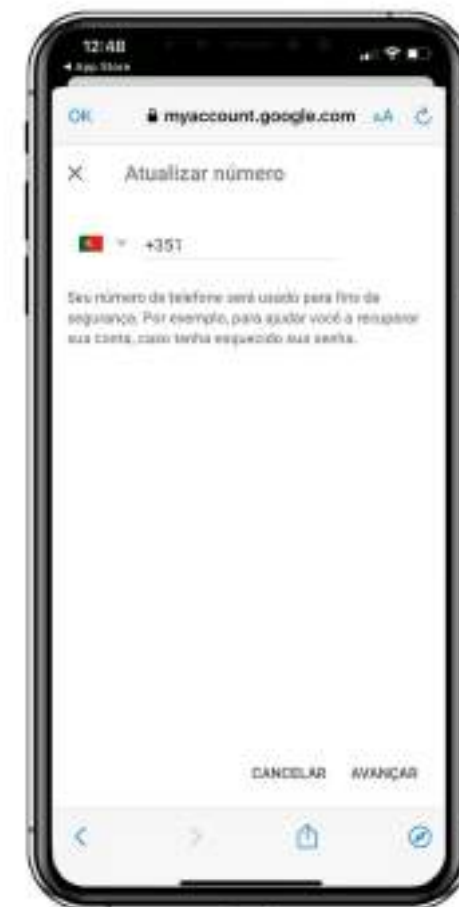 12:48
App Store
OK myaccount.google.com AA
Atualizar número
+351
Seu número de telefone será usado para fins de
segurança. Por exemplo, para ajudar você a recuperar
sua conta, caso tenha esquecido sua senha.
CANCELAR AVANÇAR